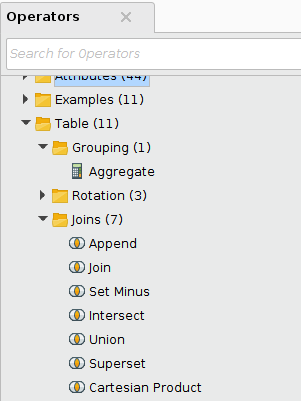 Operators
Search for Operators
Attributes (44)
Examples (11)
Table (11)
Grouping (1)
Aggregate
Rotation (3)
Joins (7)
Append
Join
Set Minus
Intersect
Union
Superset
Cartesian Product